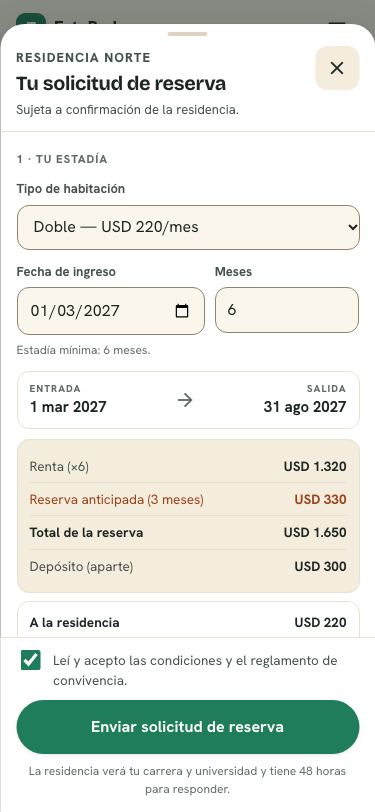 RESIDENCIA NORTE
Tu solicitud de reserva
Sujeta a confirmación de la residencia.
1 · TU ESTADÍA
Tipo de habitación
Doble — USD 220/mes
Fecha de ingreso
Meses
01/03/2027
6
Estadía mínima: 6 meses.
ENTRADA
SALIDA
1 mar 2027
31 ago 2027
Renta (×6)
USD 1.320
Reserva anticipada (3 meses)
USD 330
Total de la reserva
USD 1.650
Depósito (aparte)
USD 300
A la residencia
USD 220
Leí y acepto las condiciones y el reglamento de
convivencia.
Enviar solicitud de reserva
La residencia verá tu carrera y universidad y tiene 48 horas
para responder.